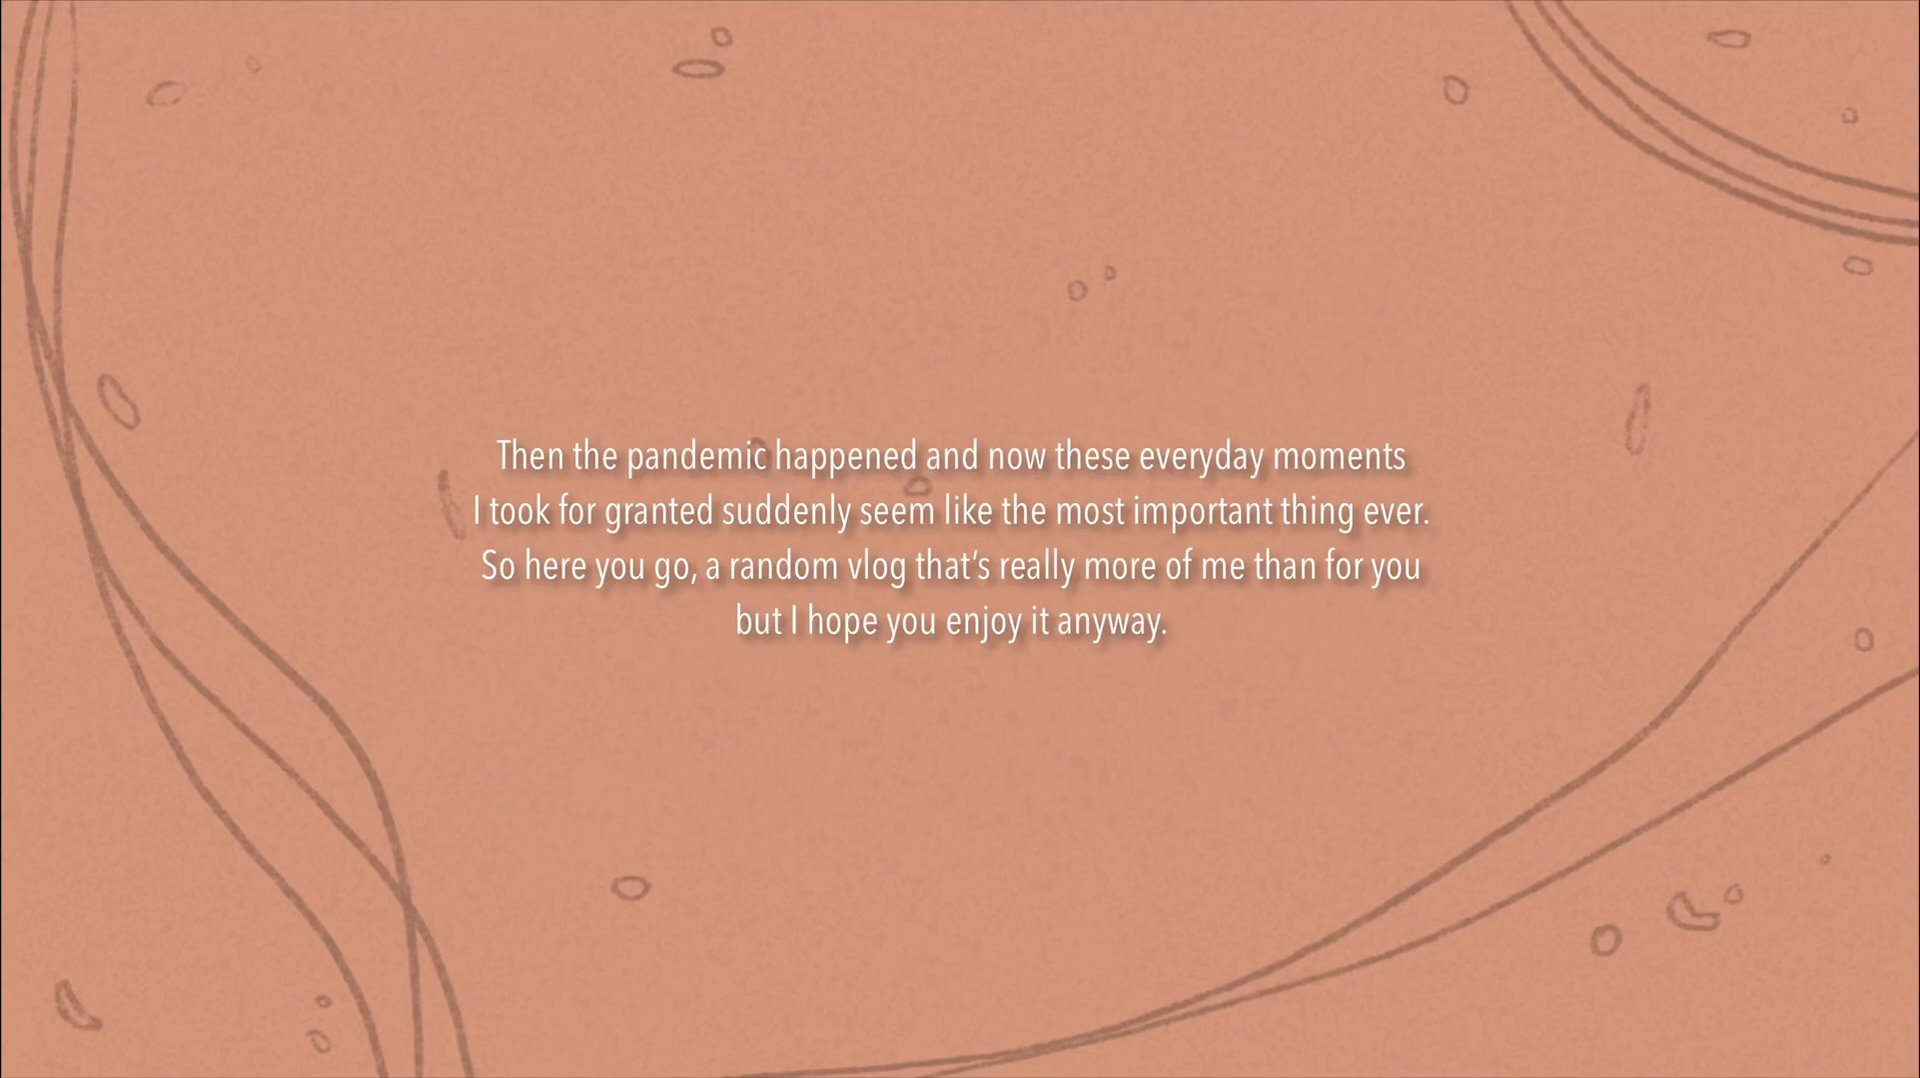 Then the pandemic happened and now these everyday moments
I took for granted suddenly seem like the most important thing ever.
So here you go, a random vlog that’s really more of me than for you
but I hope you enjoy it anyway.